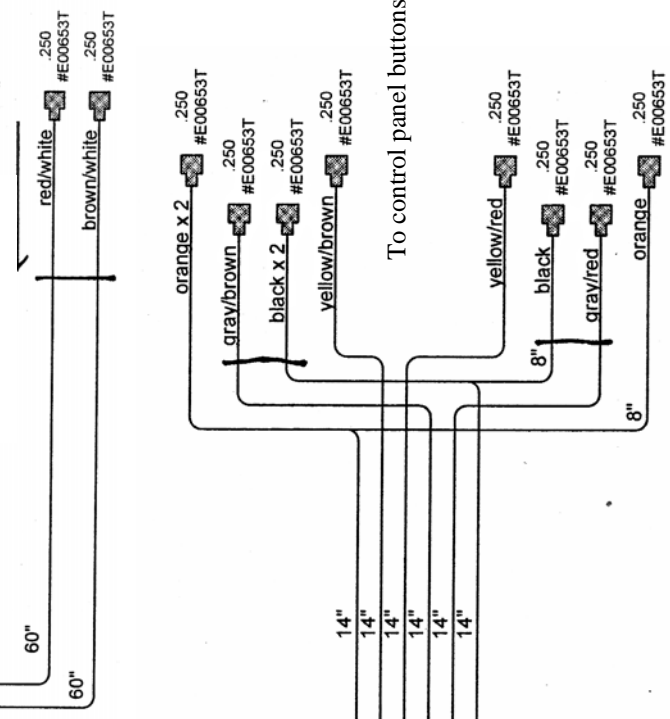 .250
#E00653T
.250
#E00653T
red/white
brown/white
60"
60"
.250
#E00653T
.250
#E00653T
.250
#E00653T
.250
#E00653T
orange x 2
gray/brown
black x 2
yellow/brown
To control panel buttons
.250
#E00653T
.250
#E00653T
.250
#E00653T
.250
#E00653T
yellow/red
black
gray/red
orange
8"
8"
14"
14"
14"
14"
14"
14"